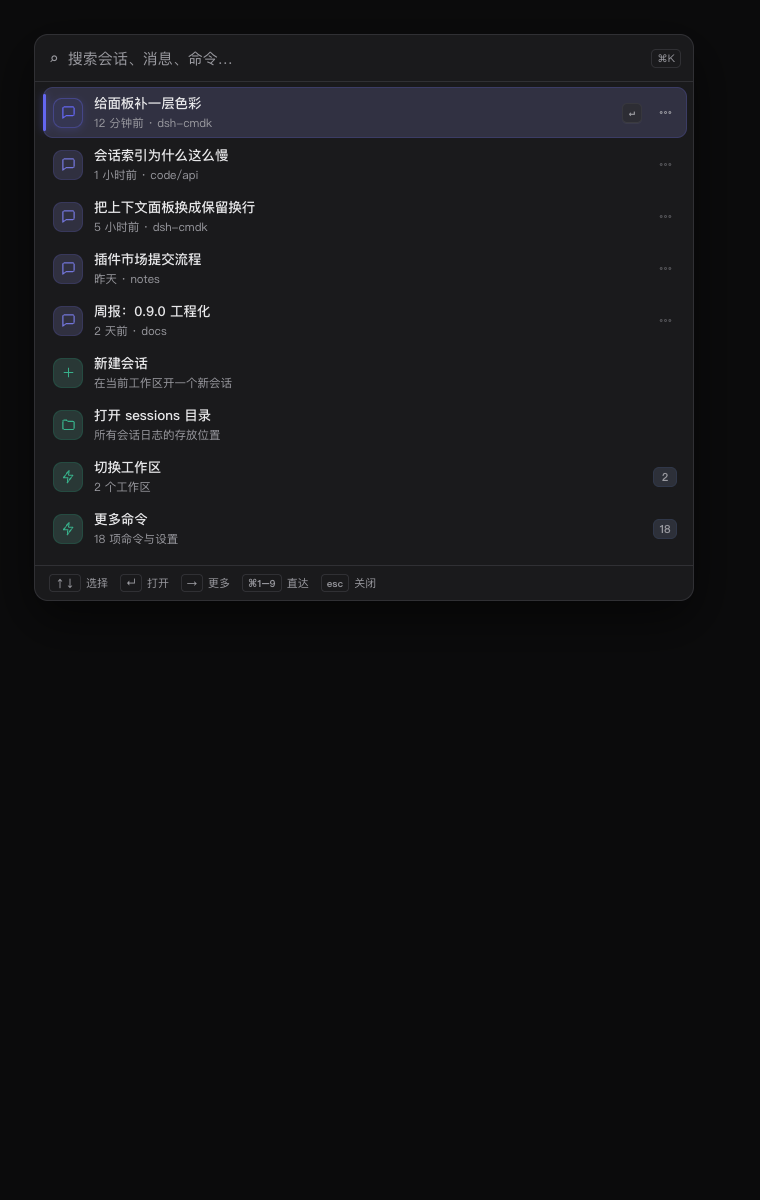 搜索会话、消息、命令… ⌘K
给面板补一层色彩
12 分钟前 · dsh-cmdk ↵
会话索引为什么这么慢
1 小时前 · code/api
把上下文面板换成保留换行
5 小时前 · dsh-cmdk
插件市场提交流程
昨天 · notes
周报：0.9.0 工程化
2 天前 · docs
新建会话
在当前工作区开一个新会话
打开 sessions 目录
所有会话日志的存放位置
切换工作区
2 个工作区 2
更多命令
18 项命令与设置 18
↑↓ 选择 ↵ 打开 → 更多 ⌘1—9 直达 esc 关闭